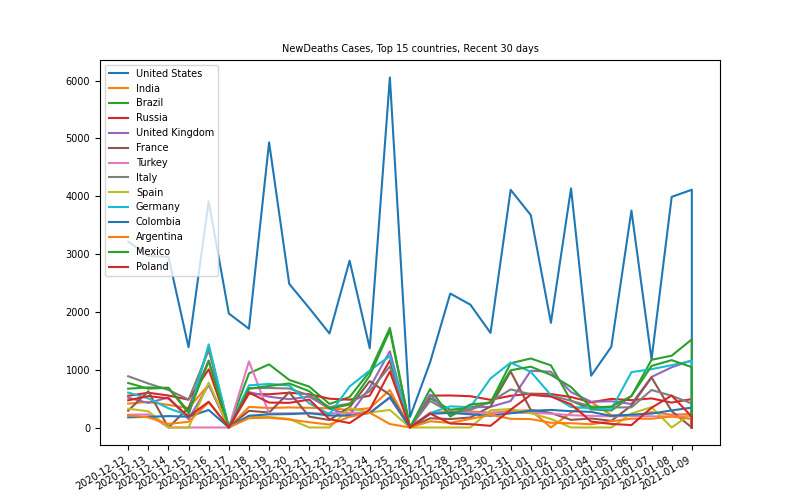 NewDeaths Cases, Top 15 countries, Recent 30 days
6000
5000
4000
3000
2000
1000
0
United States
India
Brazil
Russia
United Kingdom
France
Turkey
Italy
Spain
Germany
Colombia
Argentina
Mexico
Poland
2020-12-12
2020-12-13
2020-12-14
2020-12-15
2020-12-16
2020-12-17
2020-12-18
2020-12-19
2020-12-20
2020-12-21
2020-12-22
2020-12-23
2020-12-24
2020-12-25
2020-12-26
2020-12-27
2020-12-28
2020-12-29
2020-12-30
2020-12-31
2021-01-01
2021-01-02
2021-01-03
2021-01-04
2021-01-05
2021-01-06
2021-01-07
2021-01-08
2021-01-09